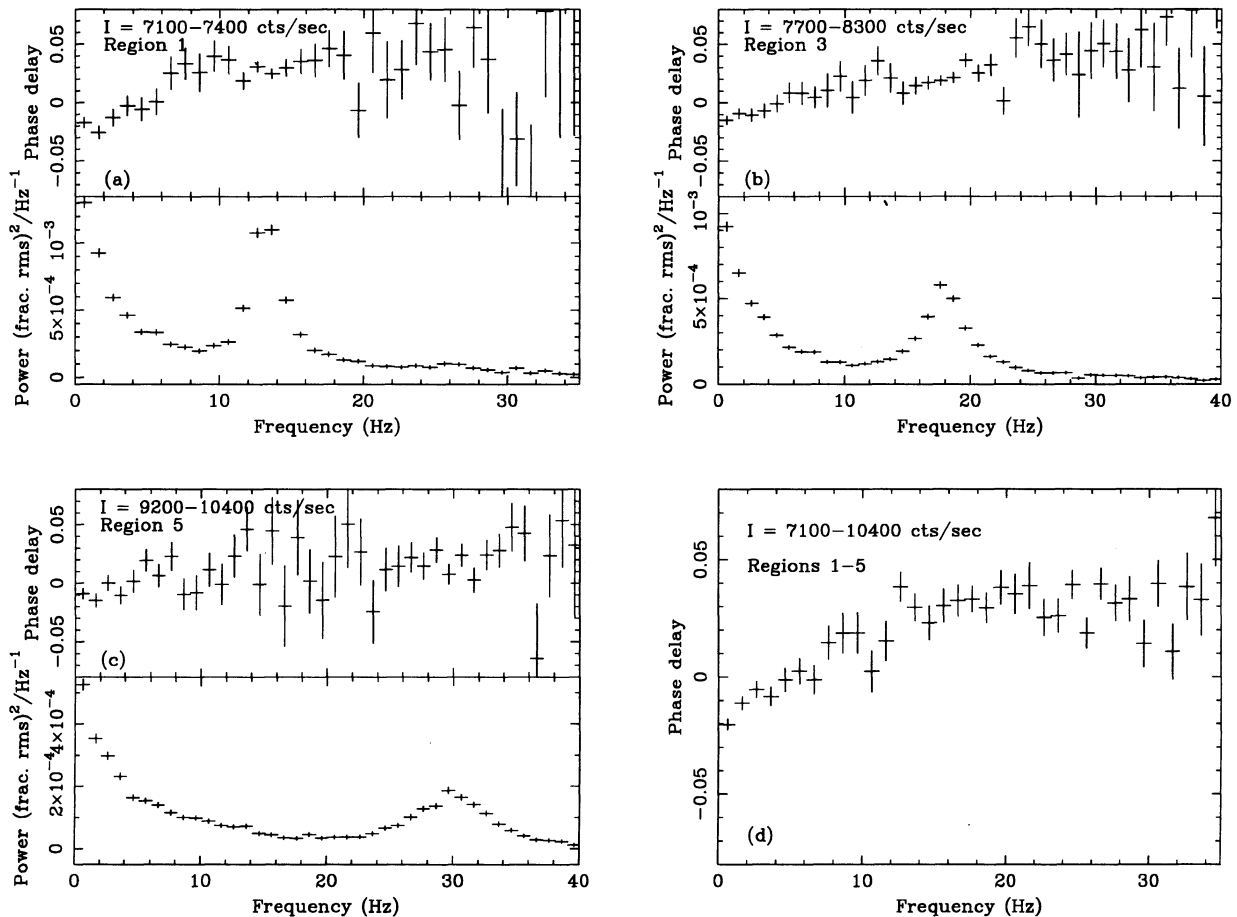 I = 7100−7400 cts/sec
Region 1
Phase delay
0.05
0
−0.05
(a)
Power (frac. rms)²/Hz⁻¹
10⁻³
5×10⁻⁴
0
0 10 20 30
Frequency (Hz)
I = 7700−8300 cts/sec
Region 3
Phase delay
0.05
0
−0.05
(b)
Power (frac. rms)²/Hz⁻¹
10⁻³
5×10⁻⁴
0
0 10 20 30 40
Frequency (Hz)
I = 9200−10400 cts/sec
Region 5
Phase delay
0.05
0
−0.05
(c)
Power (frac. rms)²/Hz⁻¹
4×10⁻⁴
2×10⁻⁴
0
0 10 20 30 40
Frequency (Hz)
I = 7100−10400 cts/sec
Regions 1−5
Phase delay
0.05
0
−0.05
(d)
0 10 20 30
Frequency (Hz)